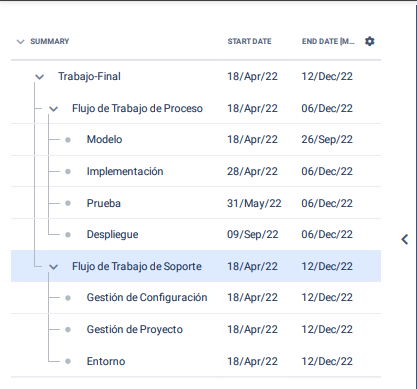 SUMMARY START DATE END DATE |M...
Trabajo-Final 18/Apr/22 12/Dec/22
Flujo de Trabajo de Proceso 18/Apr/22 06/Dec/22
Modelo 18/Apr/22 26/Sep/22
Implementación 28/Apr/22 06/Dec/22
Prueba 31/May/22 06/Dec/22
Despliegue 09/Sep/22 06/Dec/22
Flujo de Trabajo de Soporte 18/Apr/22 12/Dec/22
Gestión de Configuración 18/Apr/22 12/Dec/22
Gestión de Proyecto 18/Apr/22 12/Dec/22
Entorno 18/Apr/22 12/Dec/22